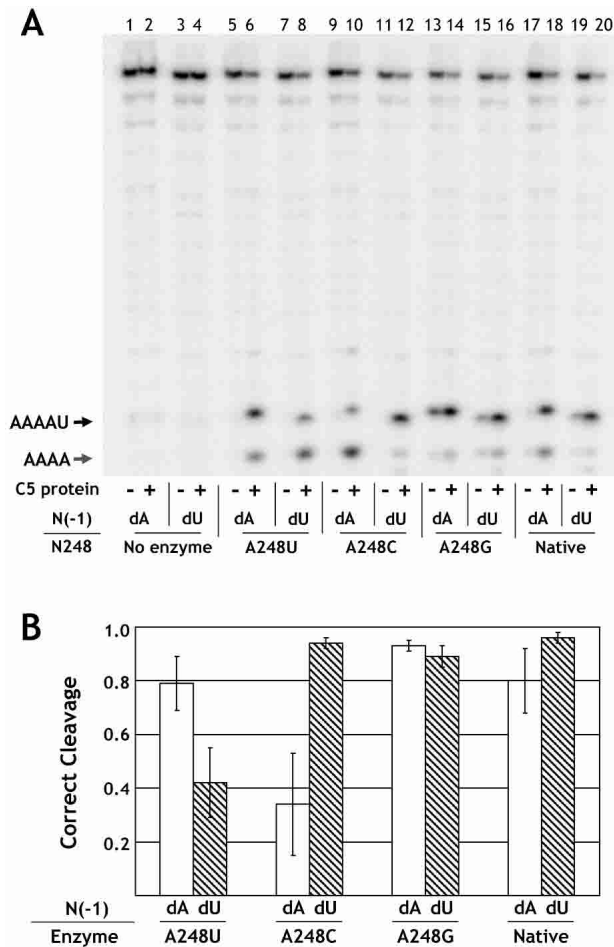 A
1 2 3 4 5 6 7 8 9 10 11 12 13 14 15 16 17 18 19 20
AAAAU
AAAA
C5 protein - + - + - + - + - + - + - + - + - + - +
N(-1) dA dU dA dU dA dU dA dU dA dU
N248 No enzyme A248U A248C A248G Native
B
1.0
0.8
0.6
0.4
0.2
Correct Cleavage
N(-1) dA dU dA dU dA dU dA dU
Enzyme A248U A248C A248G Native